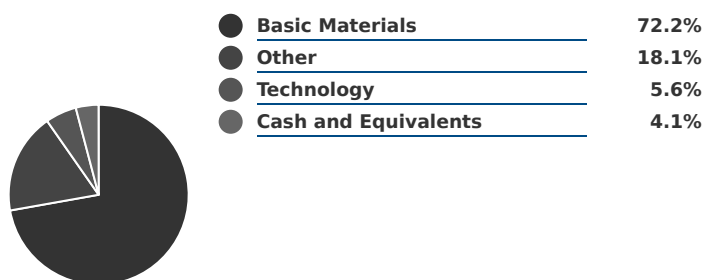 Basic Materials 72.2%
Other 18.1%
Technology 5.6%
Cash and Equivalents 4.1%